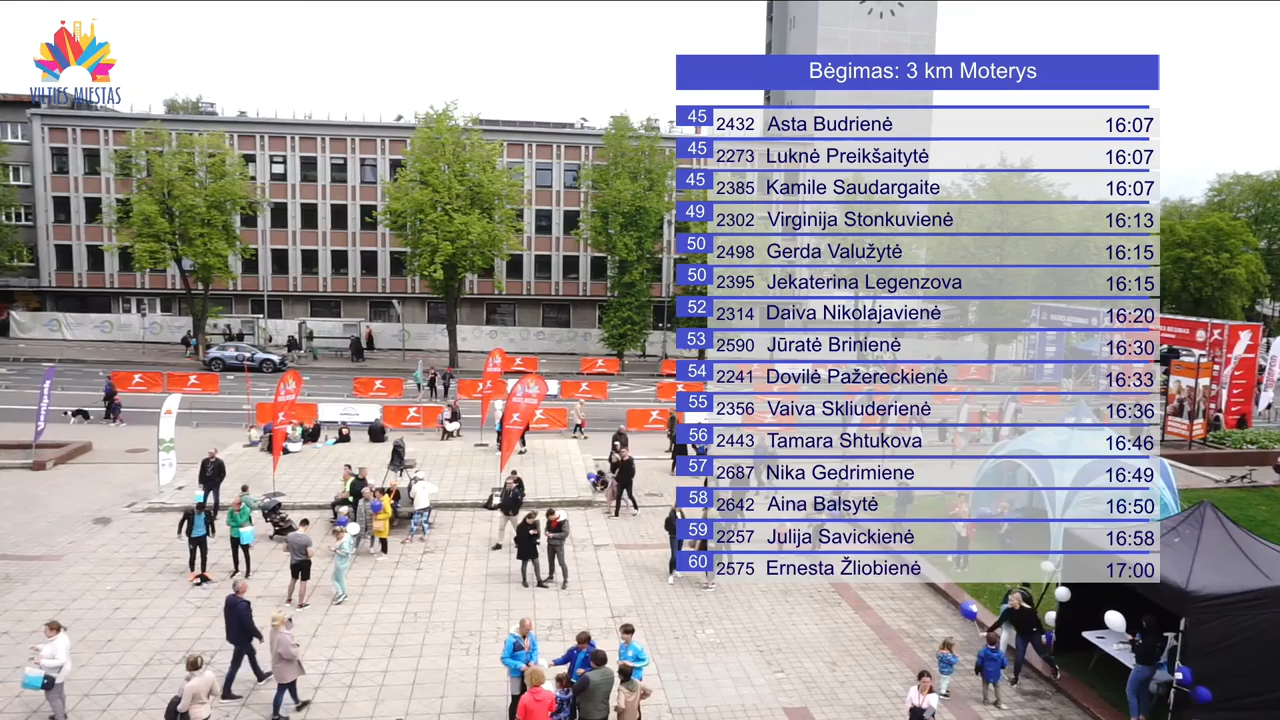 VILTIES MIESTAS
Bėgimas: 3 km Moterys
45 2432 Asta Budrienė 16:07
45 2273 Luknė Preikšaitytė 16:07
45 2385 Kamile Saudargaite 16:07
49 2302 Virginija Stonkuvienė 16:13
50 2498 Gerda Valužytė 16:15
50 2395 Jekaterina Legenzova 16:15
52 2314 Daiva Nikolajavienė 16:20
53 2590 Jūratė Brinienė 16:30
54 2241 Dovilė Pažereckienė 16:33
55 2356 Vaiva Skliuderienė 16:36
56 2443 Tamara Shtukova 16:46
57 2687 Nika Gedrimiene 16:49
58 2642 Aina Balsytė 16:50
59 2257 Julija Savickienė 16:58
60 2575 Ernesta Žliobienė 17:00